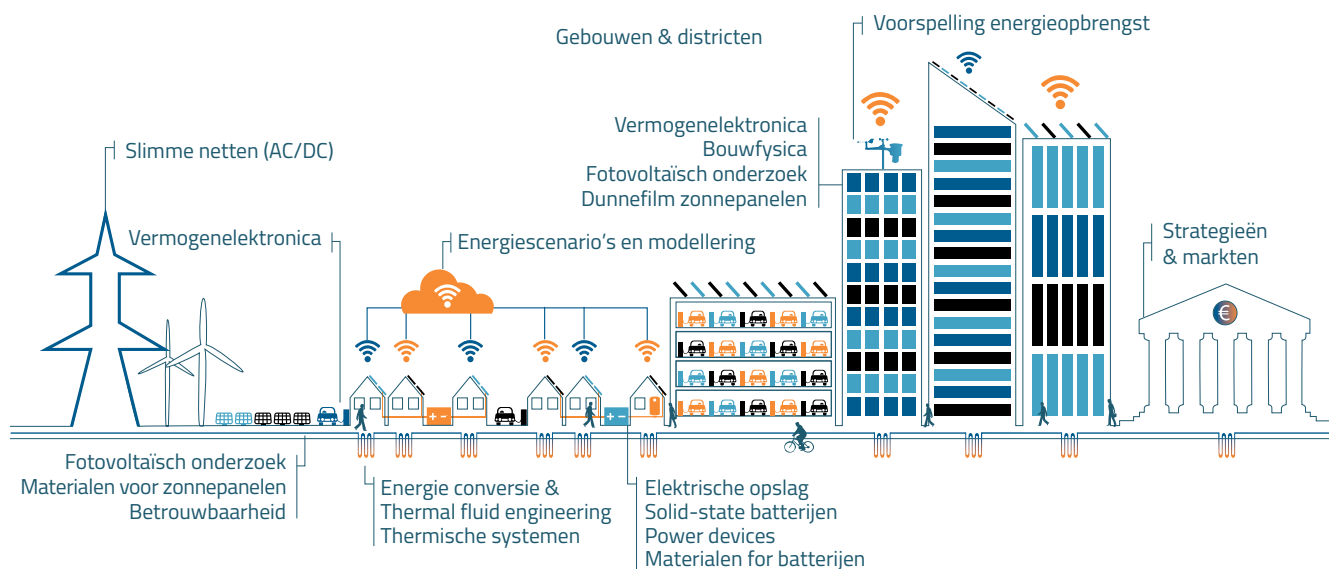 Gebouwen & districten
Voorspelling energieopbrengst
Vermogenelektronica
Bouwfysica
Fotovoltaïsch onderzoek
Dunnefilm zonnepanelen
Slimme netten (AC/DC)
Vermogenelektronica
Energiescenario's en modellering
Strategieën
& markten
€
Fotovoltaïsch onderzoek
Materialen voor zonnepanelen
Betrouwbaarheid
Energie conversie &
Thermal fluid engineering
Thermische systemen
Elektrische opslag
Solid-state batterijen
Power devices
Materialen for batterijen